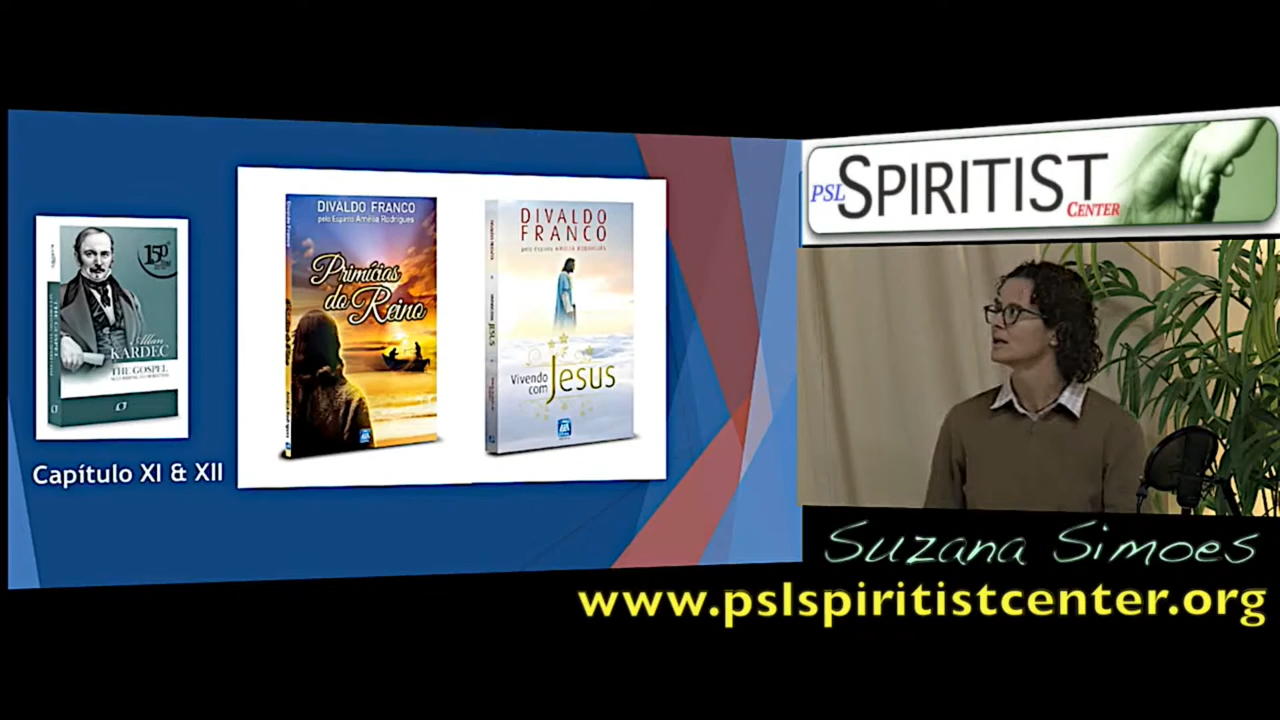 150
Allan
KARDEC
THE GOSPEL
Capítulo XI & XII
DIVALDO FRANCO
pelo Espírito Amélia Rodrigues
Primícias
do Reino
DIVALDO
FRANCO
pelo Espírito AMÉLIA RODRIGUES
Vivendo
com Jesus
PSL SPIRITIST
CENTER
Suzana Simoes
www.pslspiritistcenter.org